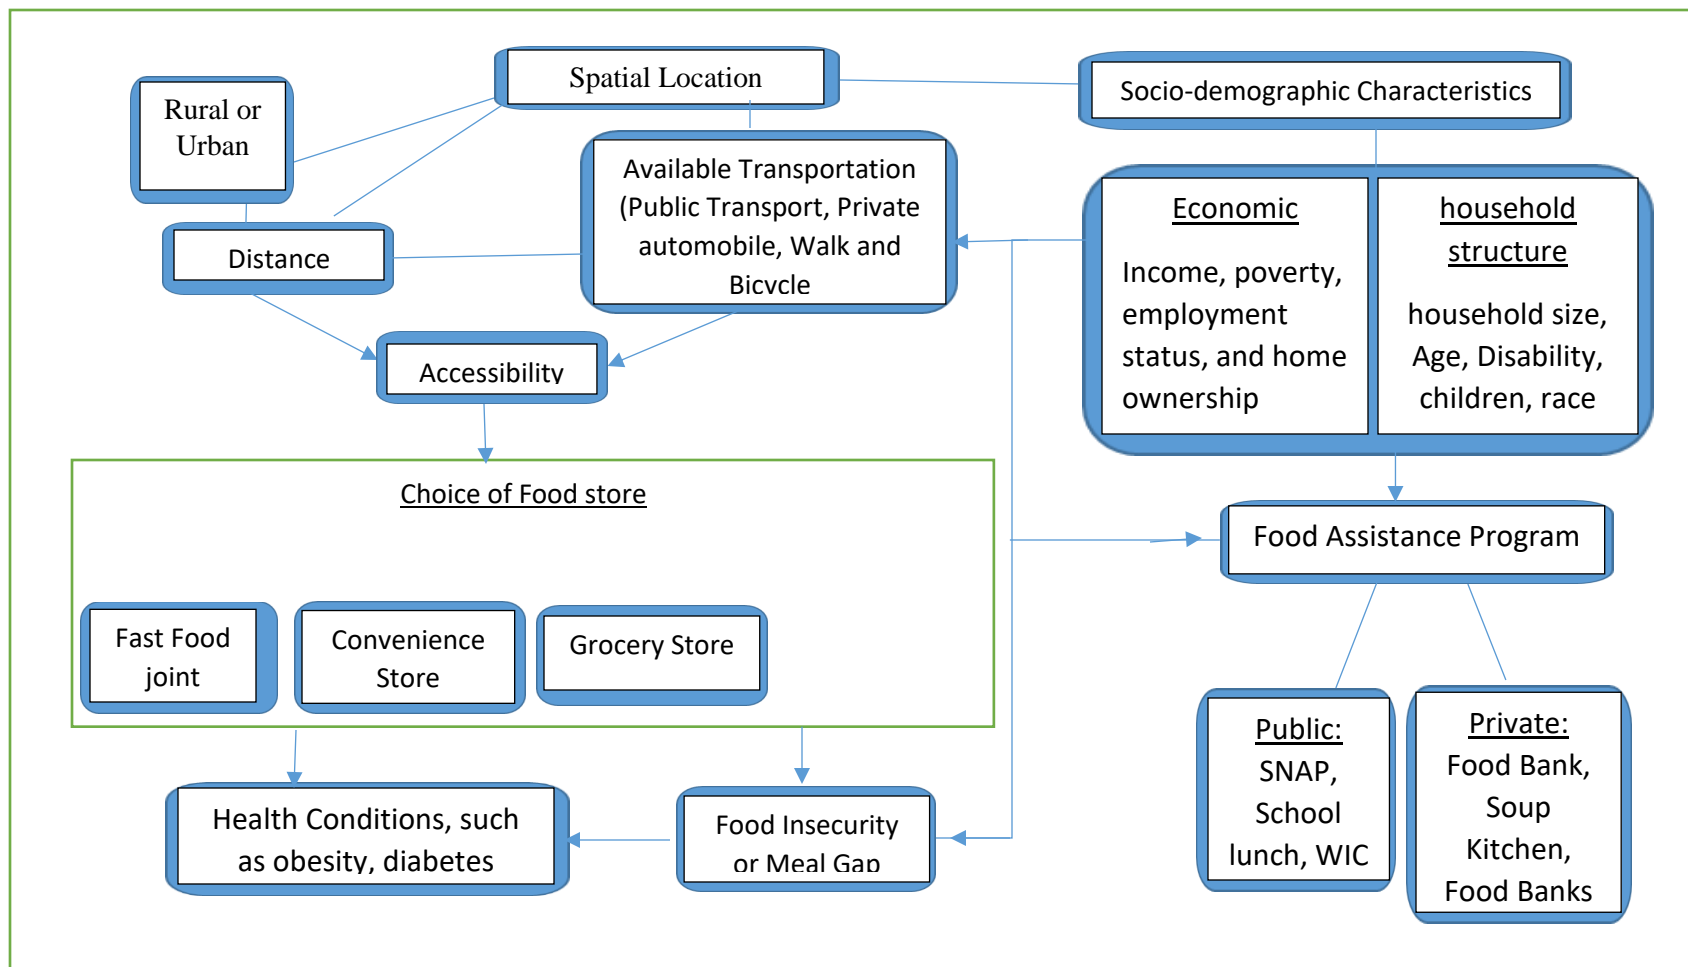 Spatial Location
Socio-demographic Characteristics
Rural or
Urban
Available Transportation
(Public Transport, Private
automobile, Walk and
Bicycle
Distance
Economic
Income, poverty,
employment
status, and home
ownership
household
structure
household size,
Age, Disability,
children, race
Accessibility
Choice of Food store
Food Assistance Program
Fast Food
joint
Convenience
Store
Grocery Store
Public:
SNAP,
School
lunch, WIC
Private:
Food Bank,
Soup
Kitchen,
Food Banks
Health Conditions, such
as obesity, diabetes
Food Insecurity
or Meal Gap